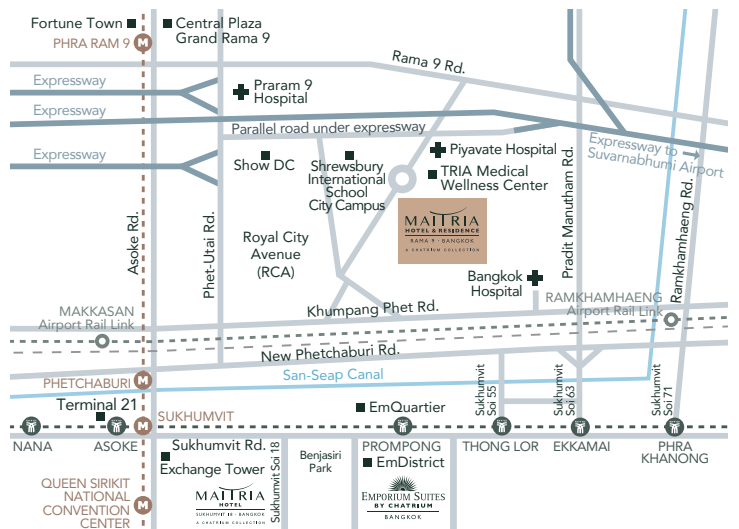 Fortune Town
Central Plaza
Grand Rama 9
PHRA RAM 9
M
Rama 9 Rd.
Expressway
Praram 9
Hospital
Expressway
Parallel road under expressway
Piyavate Hospital
Expressway to
Suvarnabhumi Airport
Expressway
Show DC
Shrewsbury
International
School
City Campus
TRIA Medical
Wellness Center
MAITRIA
HOTEL & RESIDENCE
RAMA 9 · BANGKOK
A CHATRIUM COLLECTION
Asoke Rd.
Phet-Utai Rd.
Royal City
Avenue
(RCA)
Pradit Manutham Rd.
Ramkhamhaeng Rd.
Bangkok
Hospital
MAKKASAN
Airport Rail Link
Khumpang Phet Rd.
RAMKHAMHAENG
Airport Rail Link
New Phetchaburi Rd.
PHETCHABURI
M
San-Seap Canal
Sukhumvit
Soi 55
Sukhumvit
Soi 63
Sukhumvit
Soi 71
Terminal 21
SUKHUMVIT
M
EmQuartier
NANA
ASOKE
Sukhumvit Rd.
PROMPONG
THONG LOR
EKKAMAI
PHRA
KHANONG
Exchange Tower
Sukhumvit Soi 18
Benjasiri
Park
EmDistrict
QUEEN SIRIKIT
NATIONAL
CONVENTION
CENTER
M
MAITRIA
HOTEL
SUKHUMVIT 18 · BANGKOK
A CHATRIUM COLLECTION
EMPORIUM SUITES
BY CHATRIUM
BANGKOK